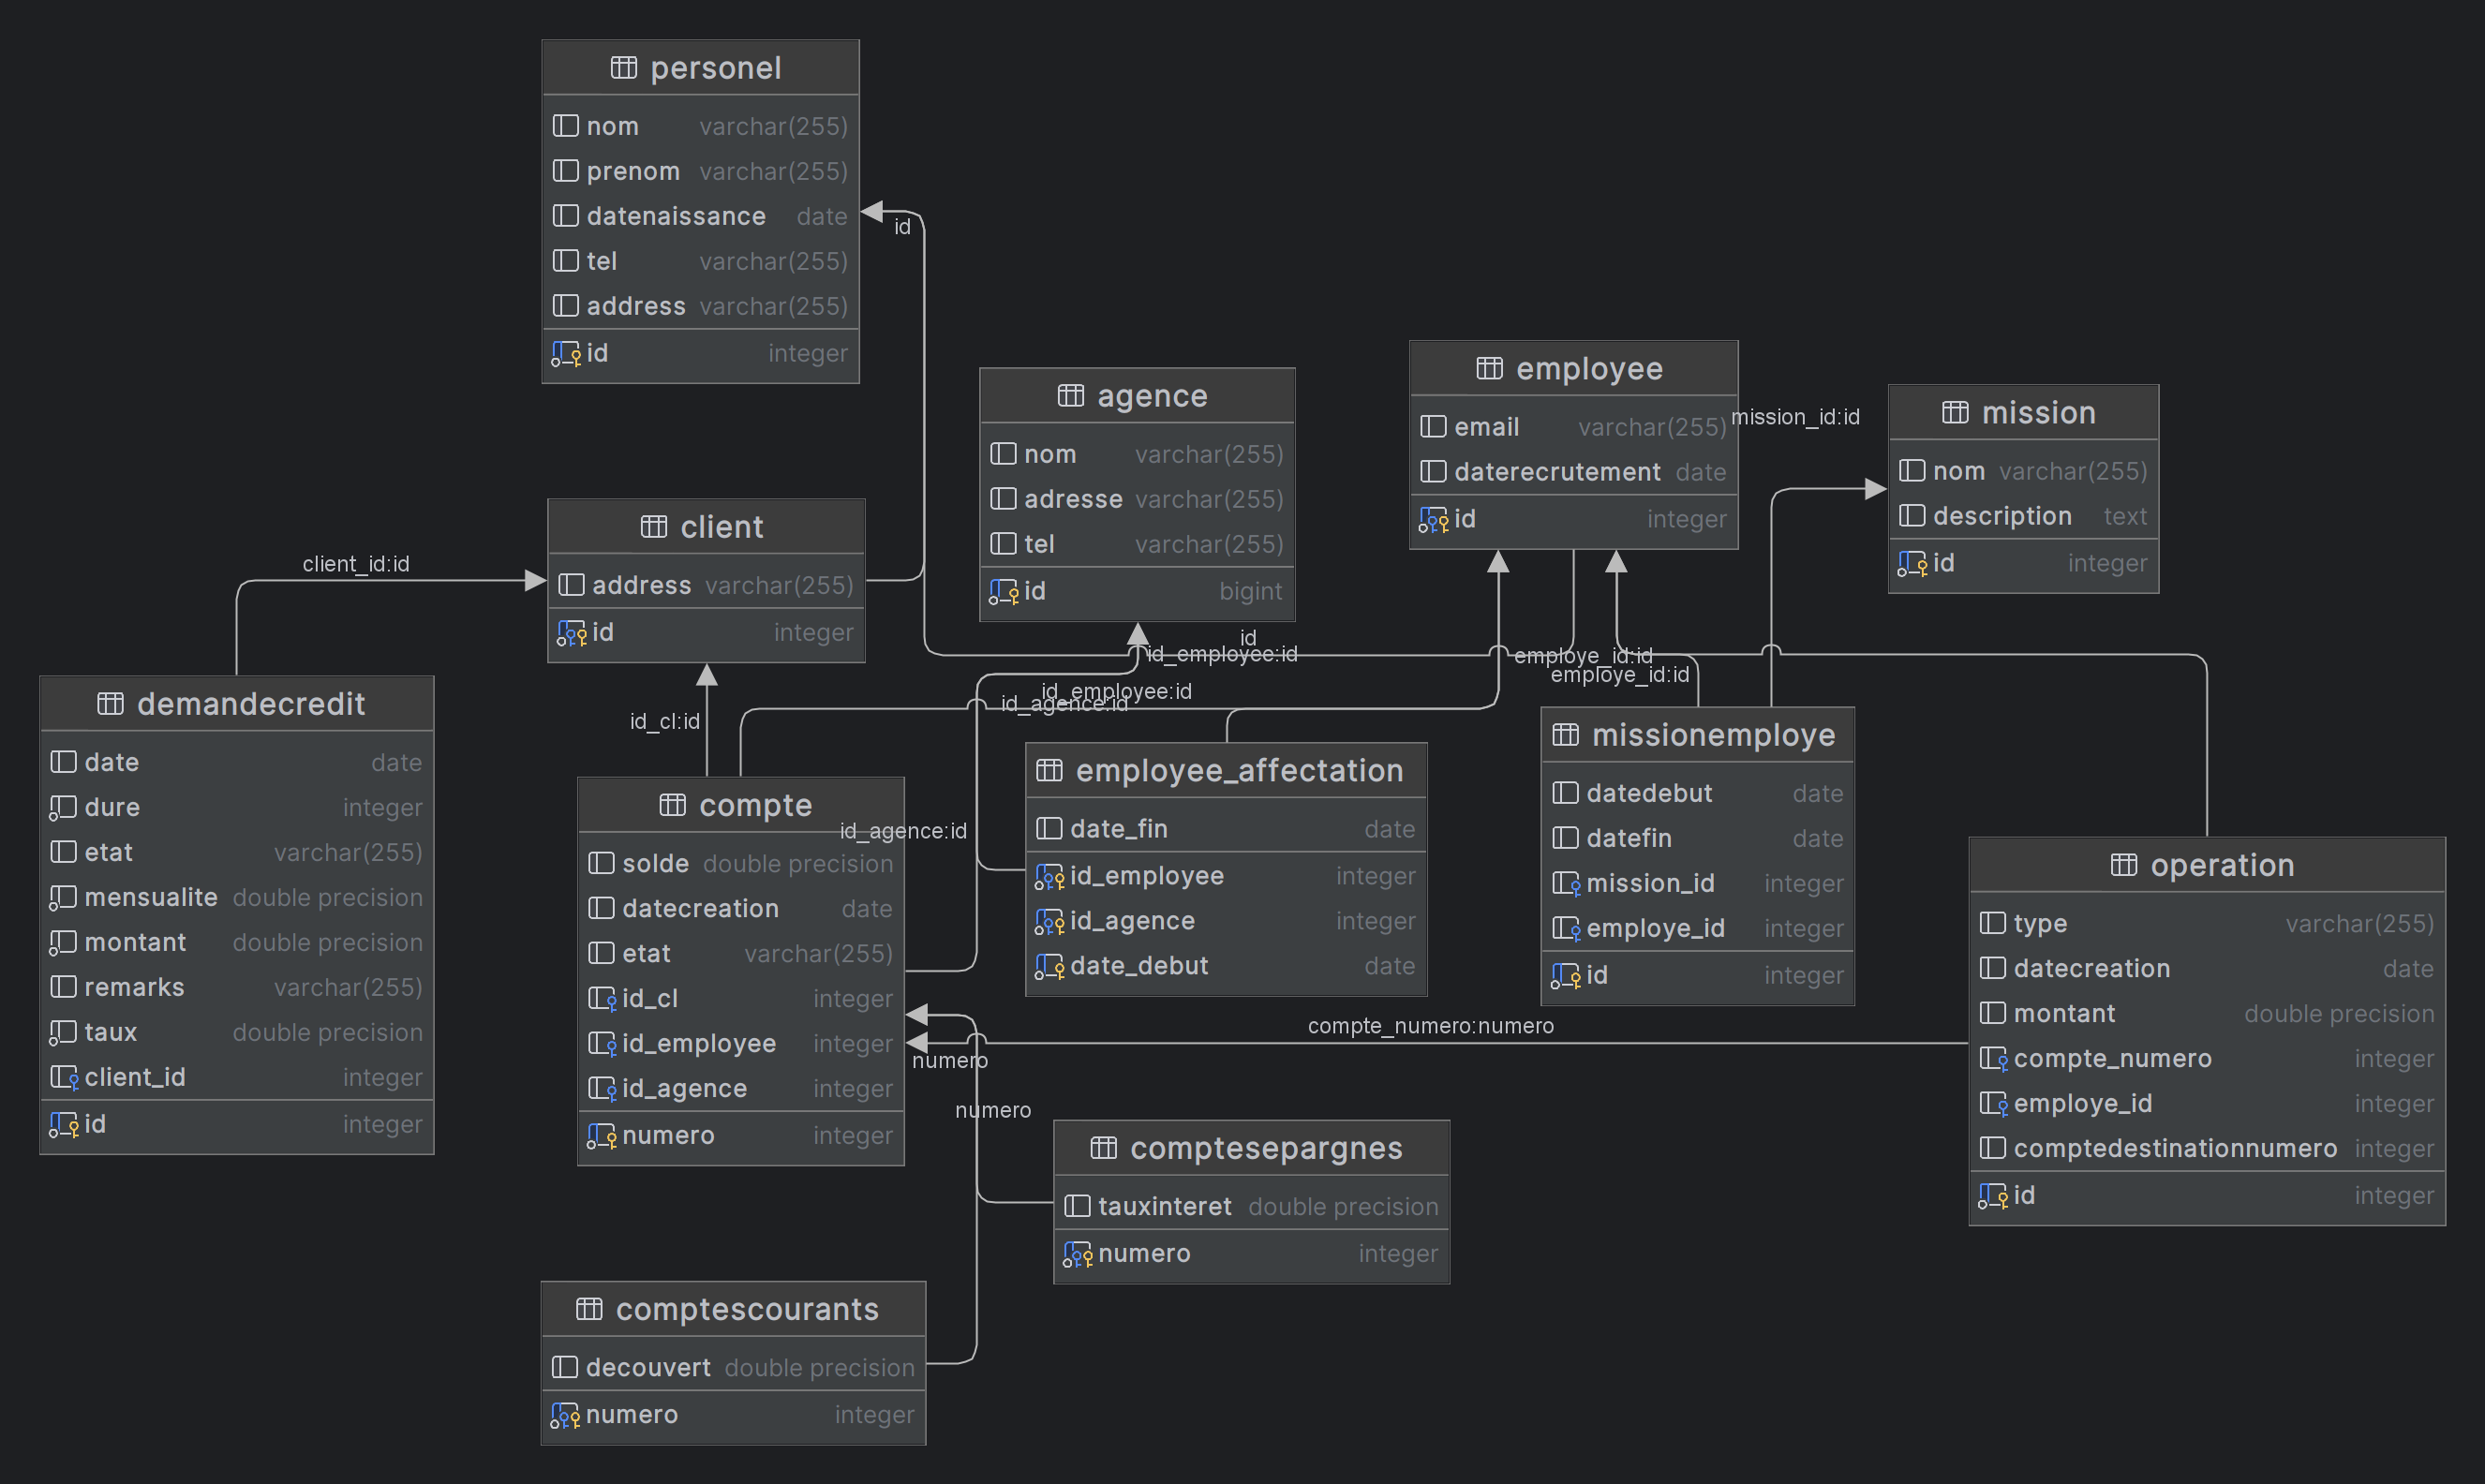 personel
nom varchar(255)
prenom varchar(255)
datenaissance date
tel varchar(255)
address varchar(255)
id integer
id
agence
nom varchar(255)
adresse varchar(255)
tel varchar(255)
id bigint
employee
email varchar(255)
daterecrutement date
id integer
mission_id:id
mission
nom varchar(255)
description text
id integer
client
address varchar(255)
id integer
client_id:id
id
id_employee:id
employe_id:id
employe_id:id
id_employee:id
id_agence:id
id_cl:id
demandecredit
date date
dure integer
etat varchar(255)
mensualite double precision
montant double precision
remarks varchar(255)
taux double precision
client_id integer
id integer
compte
solde double precision
datecreation date
etat varchar(255)
id_cl integer
id_employee integer
id_agence integer
numero integer
id_agence:id
employee_affectation
date_fin date
id_employee integer
id_agence integer
date_debut date
missionemploye
datedebut date
datefin date
mission_id integer
employe_id integer
id integer
operation
type varchar(255)
datecreation date
montant double precision
compte_numero integer
employe_id integer
comptedestinationnumero integer
id integer
compte_numero:numero
numero
numero
comptesepargnes
tauxinteret double precision
numero integer
comptescourants
decouvert double precision
numero integer